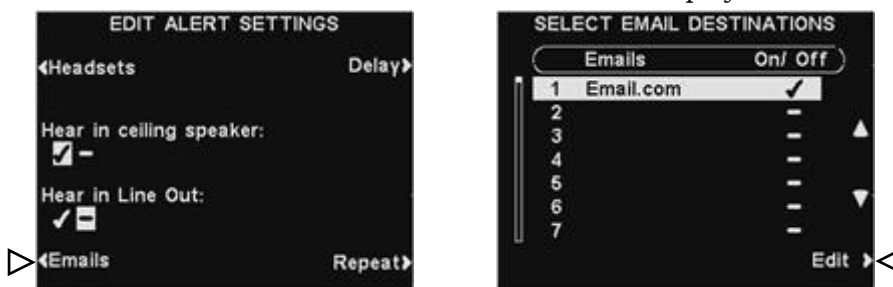 EDIT ALERT SETTINGS
Headsets Delay
Hear in ceiling speaker:
Hear in Line Out:
Emails Repeat
SELECT EMAIL DESTINATIONS
Emails On/ Off
1 Email.com ✓
2 –
3 –
4 –
5 –
6 –
7 –
Edit